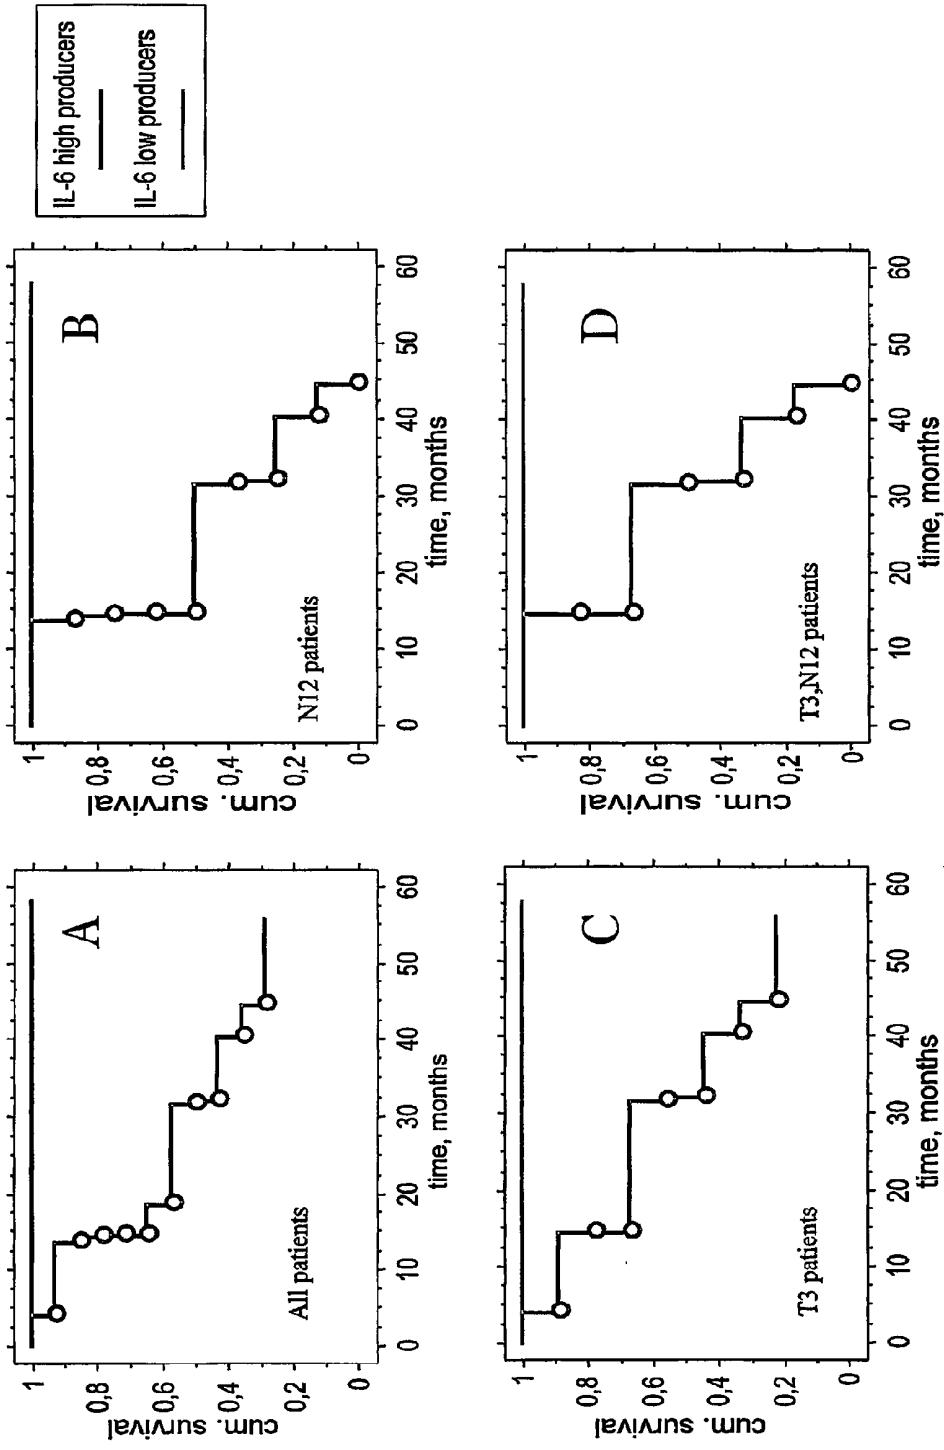 A
cum. survival
1
0,8
0,6
0,4
0,2
0
All patients
0 10 20 30 40 50 60
time, months
B
cum. survival
1
0,8
0,6
0,4
0,2
0
N12 patients
0 10 20 30 40 50 60
time, months
IL-6 high producers
IL-6 low producers
C
cum. survival
1
0,8
0,6
0,4
0,2
0
T3 patients
0 10 20 30 40 50 60
time, months
D
cum. survival
1
0,8
0,6
0,4
0,2
0
T3,N12 patients
0 10 20 30 40 50 60
time, months